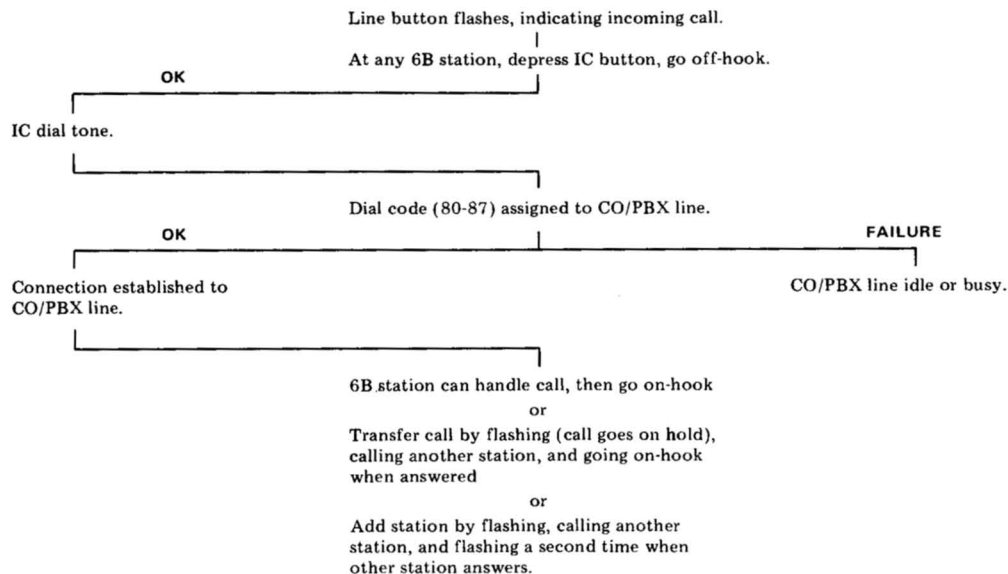 Line button flashes, indicating incoming call.
At any 6B station, depress IC button, go off-hook.
OK
IC dial tone.
Dial code (80-87) assigned to CO/PBX line.
OK
FAILURE
Connection established to
CO/PBX line.
CO/PBX line idle or busy.
6B station can handle call, then go on-hook
or
Transfer call by flashing (call goes on hold),
calling another station, and going on-hook
when answered
or
Add station by flashing, calling another
station, and flashing a second time when
other station answers.